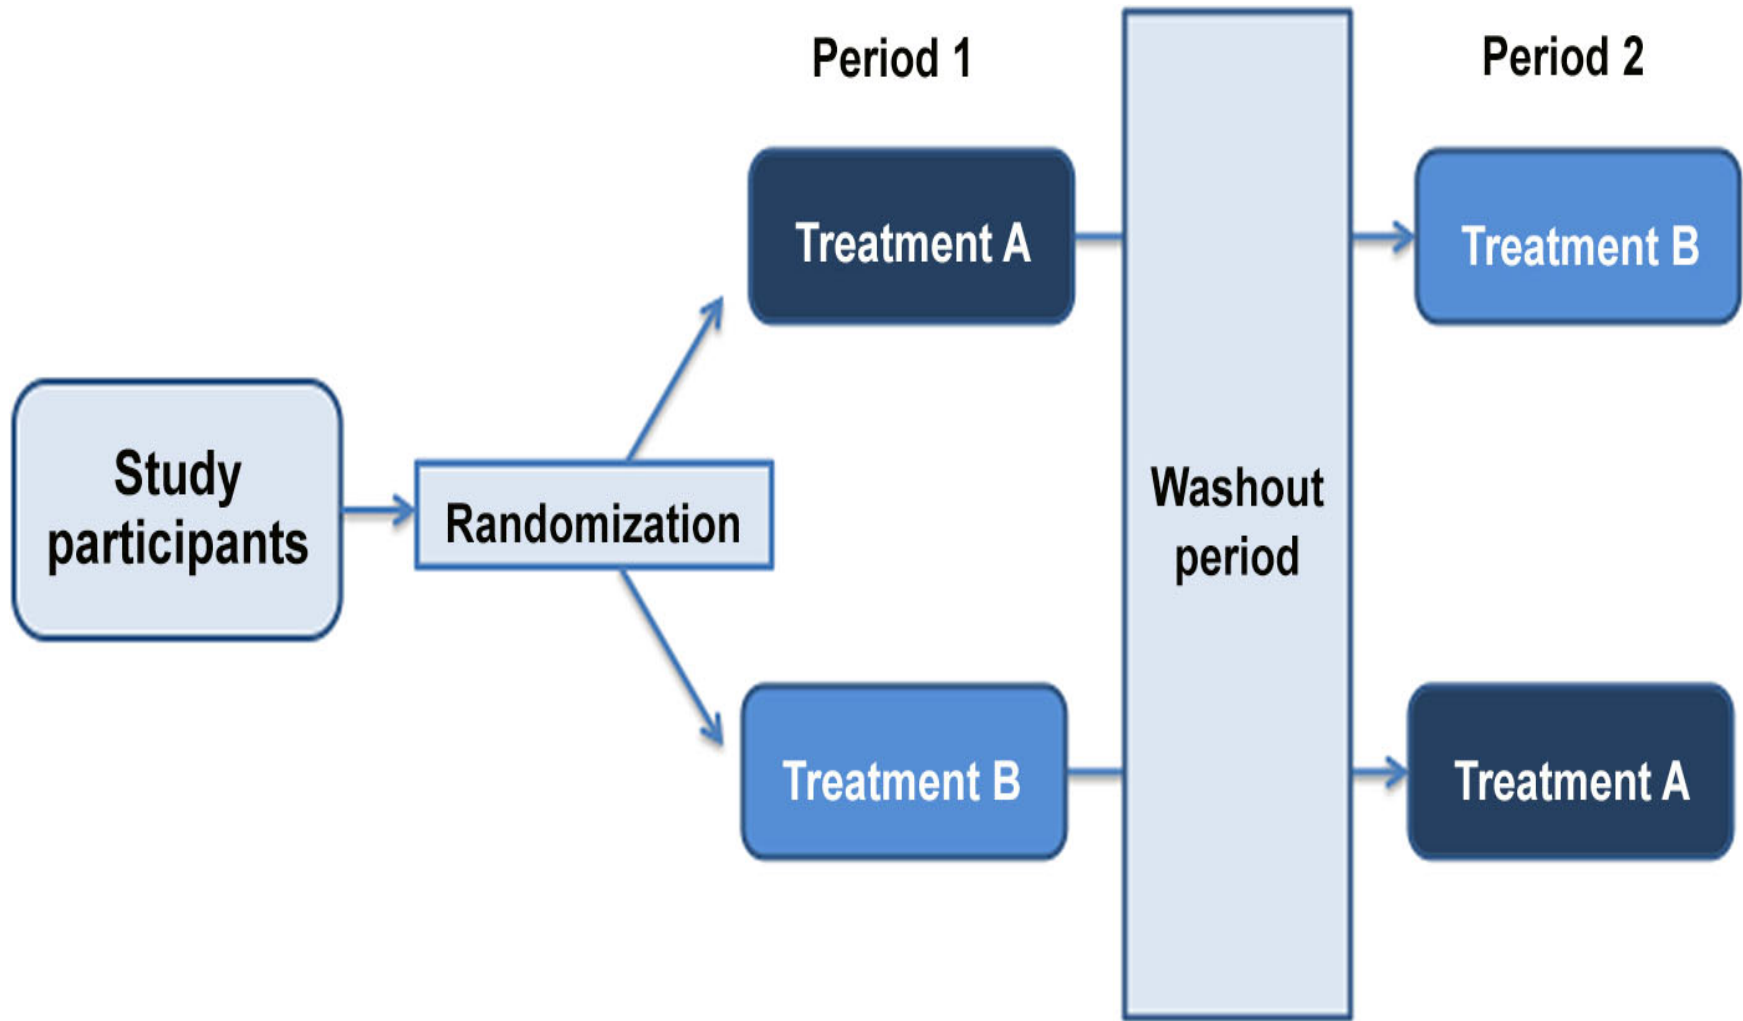 Period 1
Period 2
Treatment A
Treatment B
Study
participants
Randomization
Washout
period
Treatment B
Treatment A